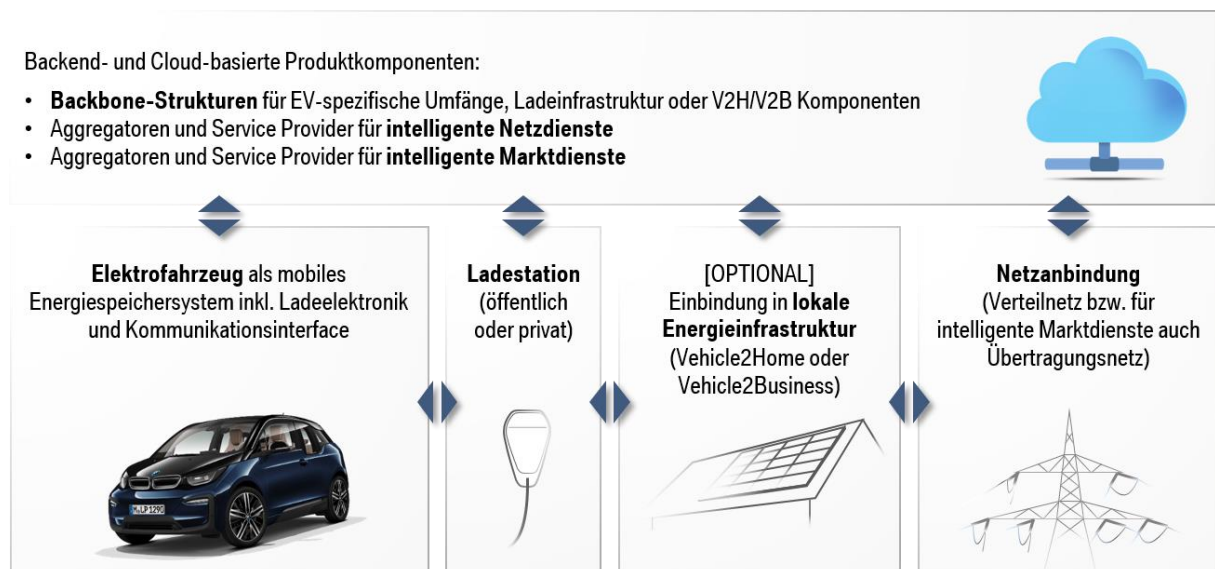 Backend- und Cloud-basierte Produktkomponenten:
• Backbone-Strukturen für EV-spezifische Umfänge, Ladeinfrastruktur oder V2H/V2B Komponenten
• Aggregatoren und Service Provider für intelligente Netzdienste
• Aggregatoren und Service Provider für intelligente Marktdienste
Elektrofahrzeug als mobiles
Energiespeichersystem inkl. Ladeelektronik
und Kommunikationsinterface
M:LP 1290
Ladestation
(öffentlich
oder privat)
[OPTIONAL]
Einbindung in lokale
Energieinfrastruktur
(Vehicle2Home oder
Vehicle2Business)
Netzanbindung
(Verteilnetz bzw. für
intelligente Marktdienste auch
Übertragungsnetz)